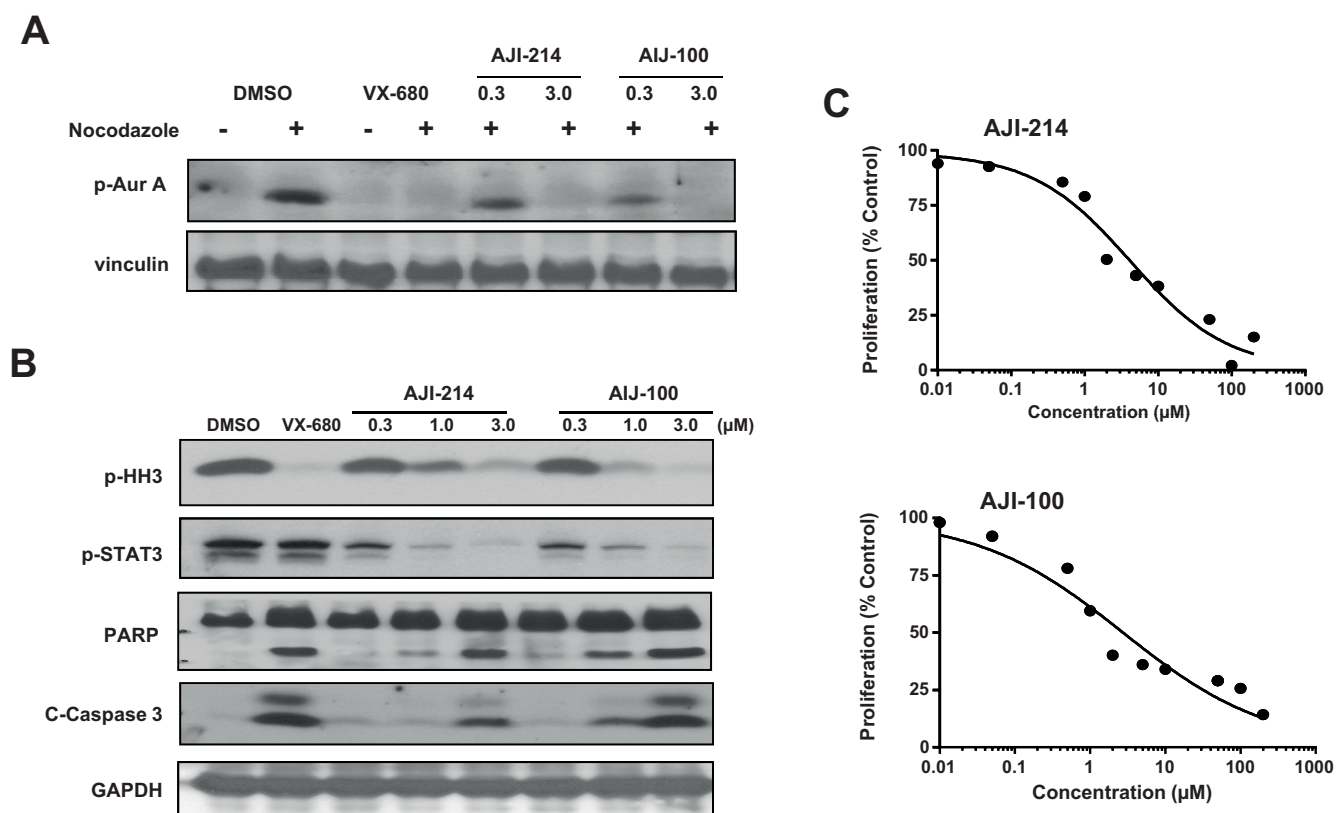 A
AJI-214 AIJ-100
DMSO VX-680 0.3 3.0 0.3 3.0
Nocodazole - + - + + + + +
p-Aur A
vinculin
B
AJI-214 AIJ-100
DMSO VX-680 0.3 1.0 3.0 0.3 1.0 3.0 (µM)
p-HH3
p-STAT3
PARP
C-Caspase 3
GAPDH
C
AJI-214
Proliferation (% Control)
100
75
50
25
0
0.01 0.1 1 10 100 1000
Concentration (µM)
AJI-100
Proliferation (% Control)
100
75
50
25
0
0.01 0.1 1 10 100 1000
Concentration (µM)